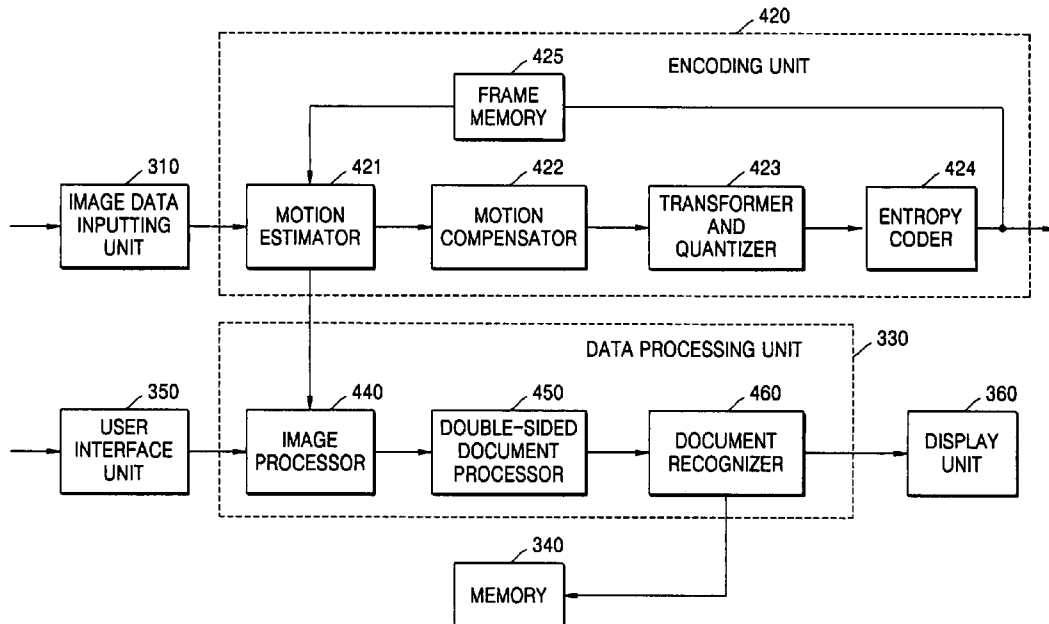 420
425
ENCODING UNIT
FRAME
MEMORY
310
421
422
423
424
IMAGE DATA
INPUTTING
UNIT
MOTION
ESTIMATOR
MOTION
COMPENSATOR
TRANSFORMER
AND
QUANTIZER
ENTROPY
CODER
DATA PROCESSING UNIT
330
350
440
450
460
360
USER
INTERFACE
UNIT
IMAGE
PROCESSOR
DOUBLE-SIDED
DOCUMENT
PROCESSOR
DOCUMENT
RECOGNIZER
DISPLAY
UNIT
340
MEMORY